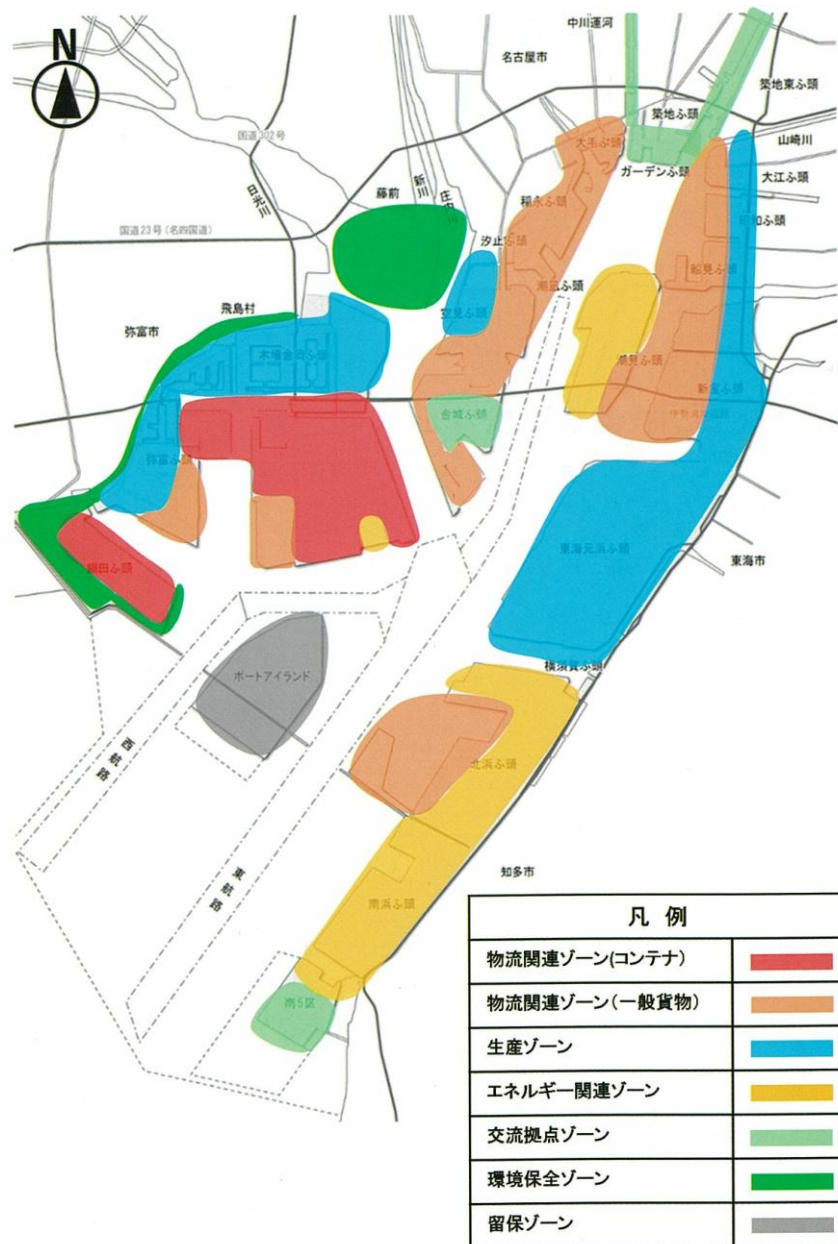 N
中川運河
名古屋市
築地東ふ頭
築地ふ頭
国道302号
大手ふ頭
山崎川
ガーデンふ頭
大江ふ頭
日光川
藤前
新川
庄内川
稲永ふ頭
昭和ふ頭
国道23号(名四国道)
汐止ふ頭
船見ふ頭
潮凪ふ頭
飛島村
空見ふ頭
弥富市
木場金岡ふ頭
潮見ふ頭
新宝ふ頭
金城ふ頭
弥富ふ頭
東海元浜ふ頭
東海市
鍋田ふ頭
横須賀ふ頭
ポートアイランド
西航路
北浜ふ頭
東航路
知多市
南浜ふ頭
南5区
凡 例
物流関連ゾーン(コンテナ)
物流関連ゾーン(一般貨物)
生産ゾーン
エネルギー関連ゾーン
交流拠点ゾーン
環境保全ゾーン
留保ゾーン